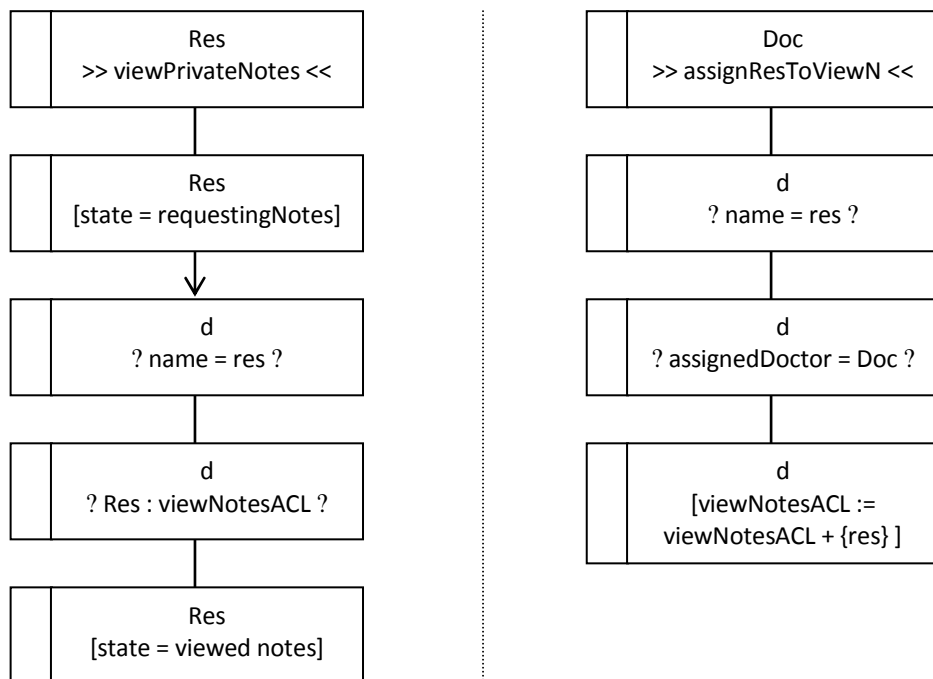 Res
>> viewPrivateNotes <<
Res
[state = requestingNotes]
d
? name = res ?
d
? Res : viewNotesACL ?
Res
[state = viewed notes]
Doc
>> assignResToViewN <<
d
? name = res ?
d
? assignedDoctor = Doc ?
d
[viewNotesACL :=
viewNotesACL + {res} ]